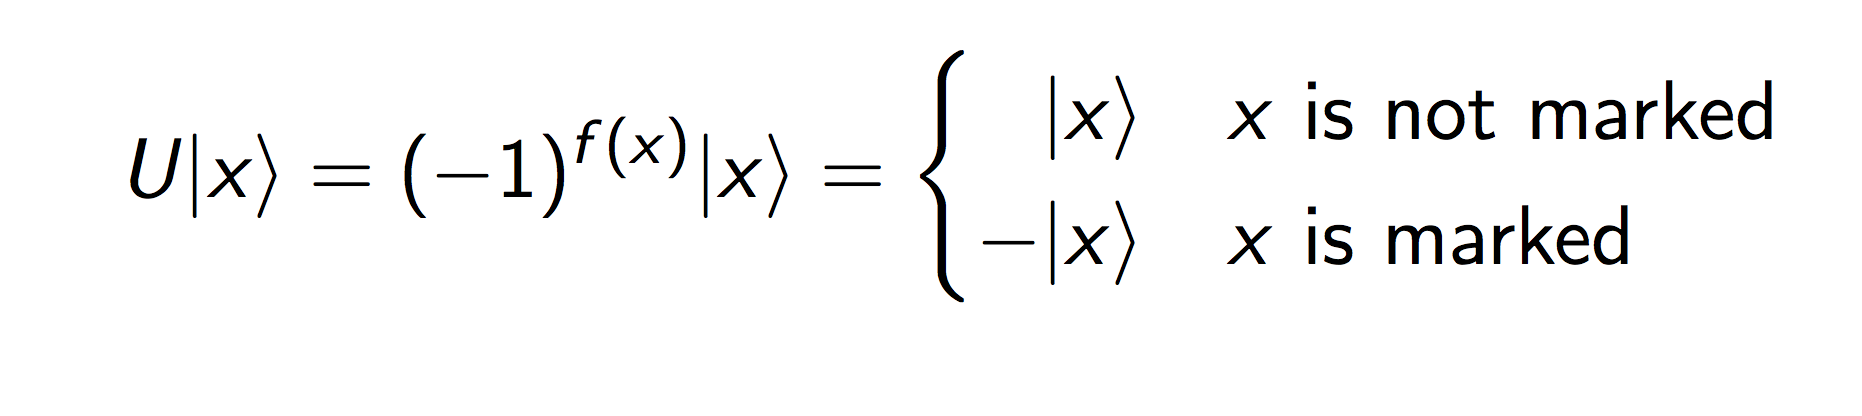 U|x⟩ = (−1)^{f(x)}|x⟩ = { |x⟩ x is not marked
−|x⟩ x is marked